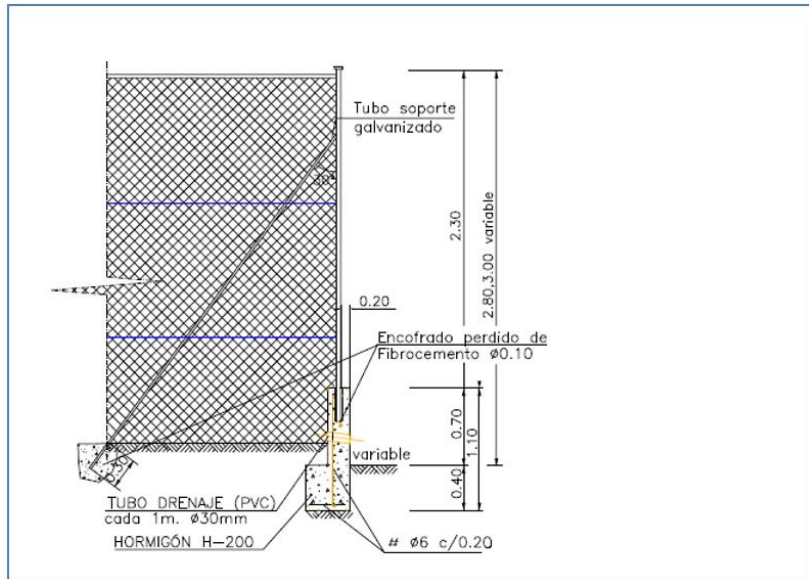 Tubo soporte
galvanizado
30°
2.30
2.80,3.00 variable
0.20
Encofrado perdido de
Fibrocemento ø0.10
0.70
1.10
variable
0.40
TUBO DRENAJE (PVC)
cada 1m. ø30mm
HORMIGÓN H-200
# ø6 c/0.20